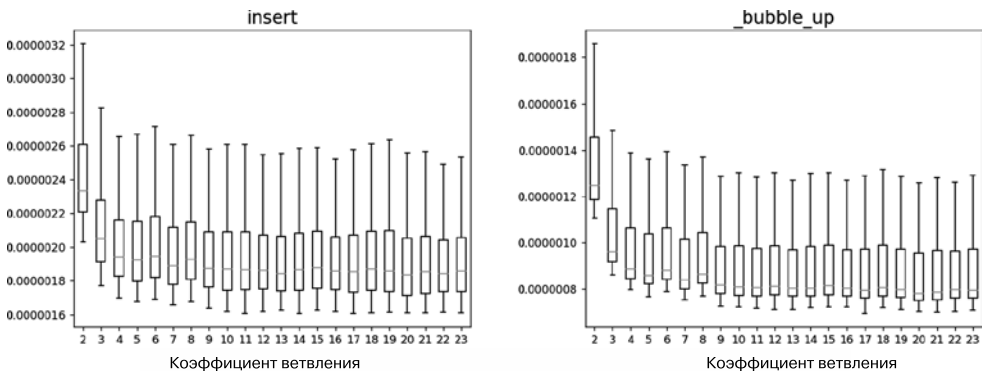 insert
0.0000032
0.0000030
0.0000028
0.0000026
0.0000024
0.0000022
0.0000020
0.0000018
0.0000016
2 3 4 5 6 7 8 9 10 11 12 13 14 15 16 17 18 19 20 21 22 23
Коэффициент ветвления
_bubble_up
0.0000018
0.0000016
0.0000014
0.0000012
0.0000010
0.0000008
2 3 4 5 6 7 8 9 10 11 12 13 14 15 16 17 18 19 20 21 22 23
Коэффициент ветвления